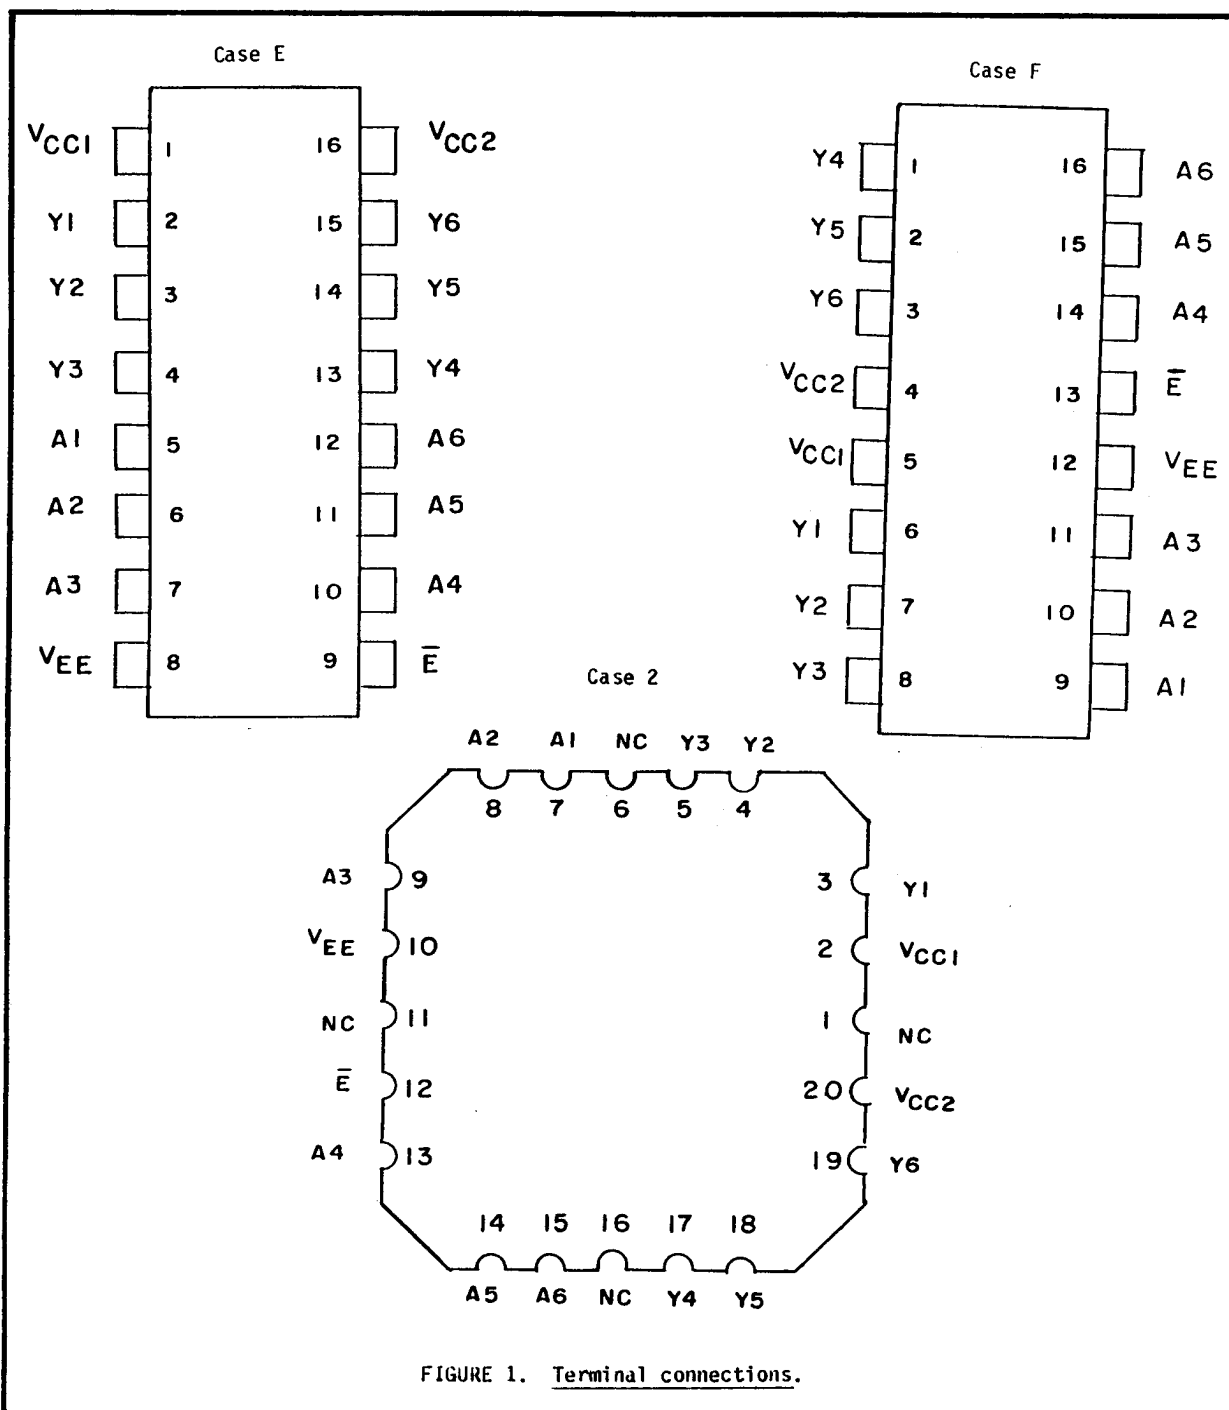 Case E
VCC1 1 16 VCC2
Y1 2 15 Y6
Y2 3 14 Y5
Y3 4 13 Y4
A1 5 12 A6
A2 6 11 A5
A3 7 10 A4
VEE 8 9 E̅
Case F
Y4 1 16 A6
Y5 2 15 A5
Y6 3 14 A4
VCC2 4 13 E̅
VCC1 5 12 VEE
Y1 6 11 A3
Y2 7 10 A2
Y3 8 9 A1
Case 2
A2 A1 NC Y3 Y2
8 7 6 5 4
A3 9 3 Y1
VEE 10 2 VCC1
NC 11 1 NC
E̅ 12 20 VCC2
A4 13 19 Y6
14 15 16 17 18
A5 A6 NC Y4 Y5
FIGURE 1. Terminal connections.